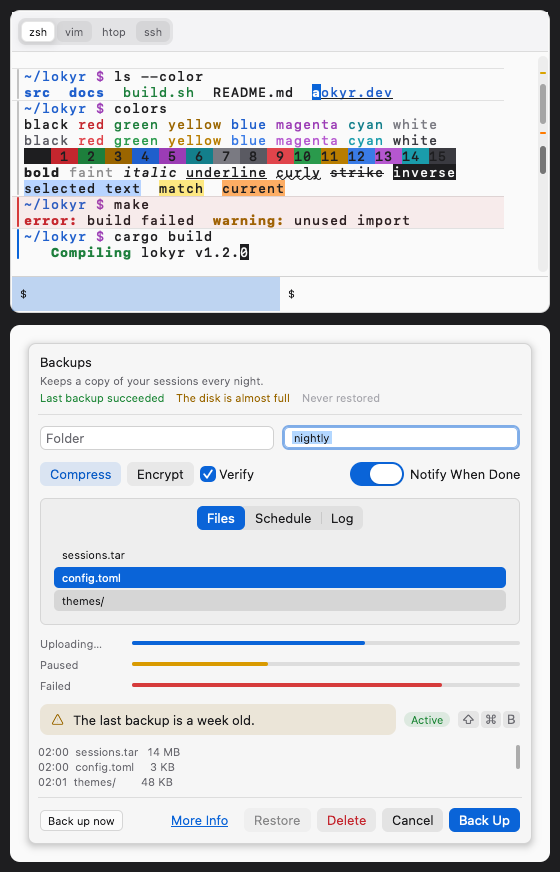 zsh vim htop ssh
~/lokyr $ ls --color
src docs build.sh README.md aokyr.dev
~/lokyr $ colors
black red green yellow blue magenta cyan white
black red green yellow blue magenta cyan white
1 2 3 4 5 6 7 8 9 10 11 12 13 14 15
bold faint italic underline curly strike inverse
selected text match current
~/lokyr $ make
error: build failed warning: unused import
~/lokyr $ cargo build
Compiling lokyr v1.2.0
$ $
Backups
Keeps a copy of your sessions every night.
Last backup succeeded The disk is almost full Never restored
Folder nightly
Compress Encrypt Verify Notify When Done
Files Schedule Log
sessions.tar
config.toml
themes/
Uploading…
Paused
Failed
The last backup is a week old. Active ⇧ ⌘ B
02:00 sessions.tar 14 MB
02:00 config.toml 3 KB
02:01 themes/ 48 KB
Back up now More Info Restore Delete Cancel Back Up